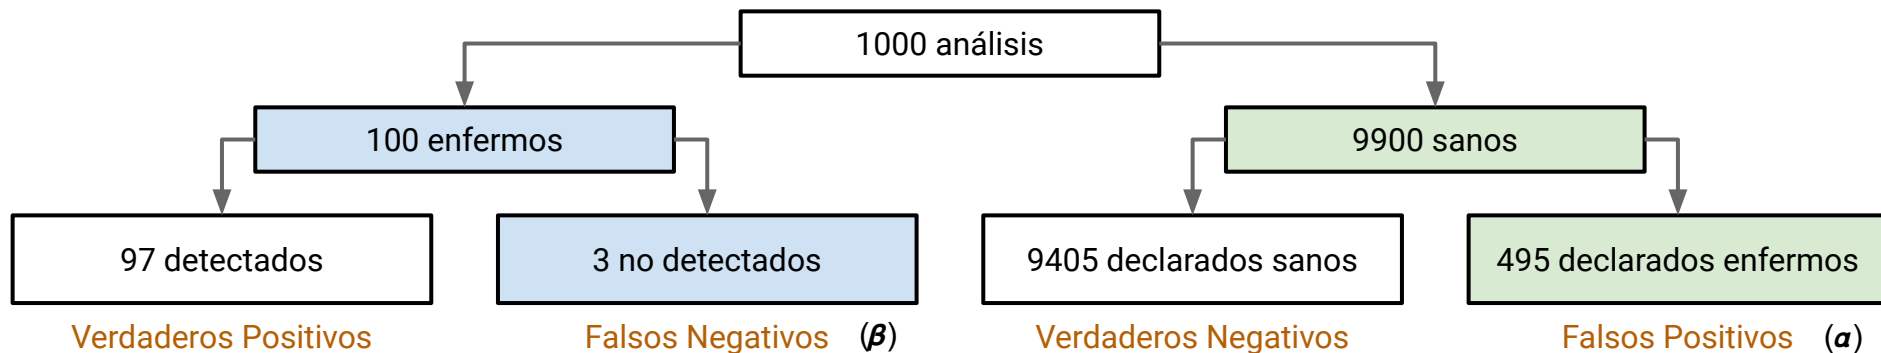 1000 análisis
100 enfermos
9900 sanos
97 detectados
3 no detectados
9405 declarados sanos
495 declarados enfermos
Verdaderos Positivos
Falsos Negativos (β)
Verdaderos Negativos
Falsos Positivos (α)